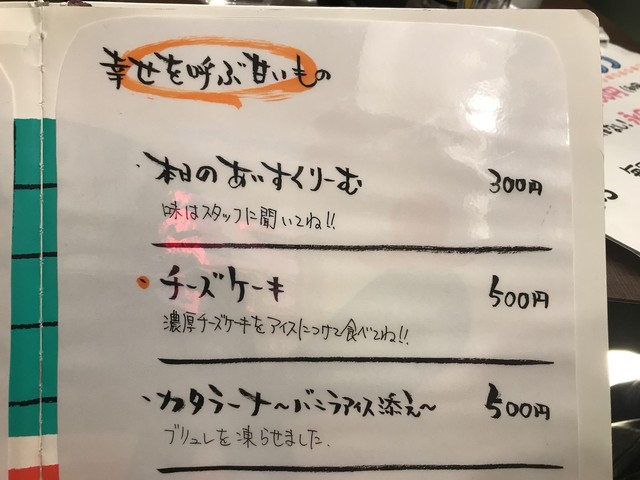 幸せを呼ぶ甘いもの
・本日のあいすくりーむ 300円
味はスタッフに聞いてね!!
・チーズケーキ 500円
濃厚チーズケーキをアイスにつけて食べてね!!
・カタラーナ〜バニラアイス添え〜 500円
ブリュレを凍らせました.